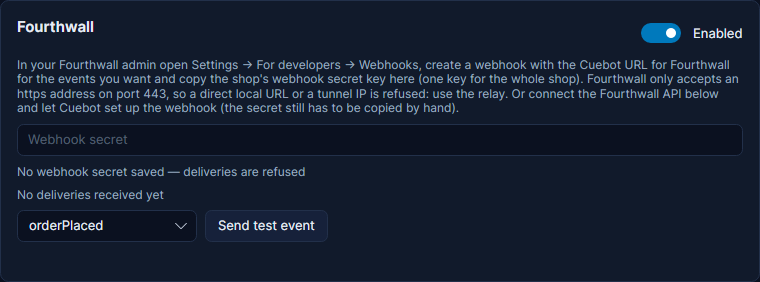 Fourthwall
Enabled
In your Fourthwall admin open Settings → For developers → Webhooks, create a webhook with the Cuebot URL for Fourthwall
for the events you want and copy the shop's webhook secret key here (one key for the whole shop). Fourthwall only accepts an
https address on port 443, so a direct local URL or a tunnel IP is refused: use the relay. Or connect the Fourthwall API below
and let Cuebot set up the webhook (the secret still has to be copied by hand).
Webhook secret
No webhook secret saved — deliveries are refused
No deliveries received yet
orderPlaced
Send test event